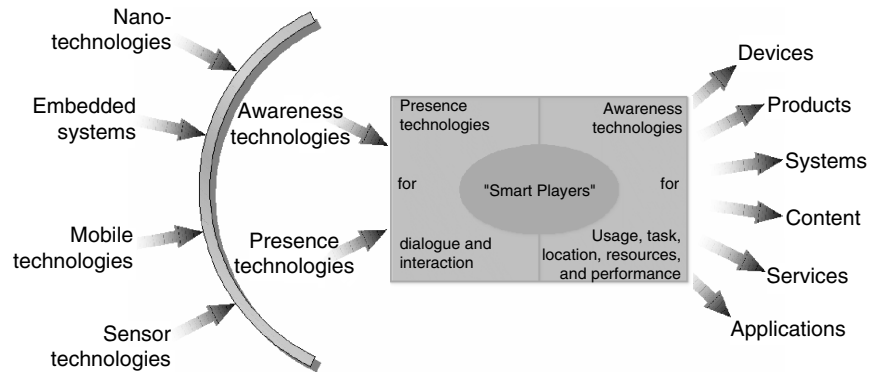 Nano-
technologies
Embedded
systems
Mobile
technologies
Sensor
technologies
Awareness
technologies
Presence
technologies
Presence
technologies
for
dialogue and
interaction
"Smart Players"
Awareness
technologies
for
Usage, task,
location, resources,
and performance
Devices
Products
Systems
Content
Services
Applications